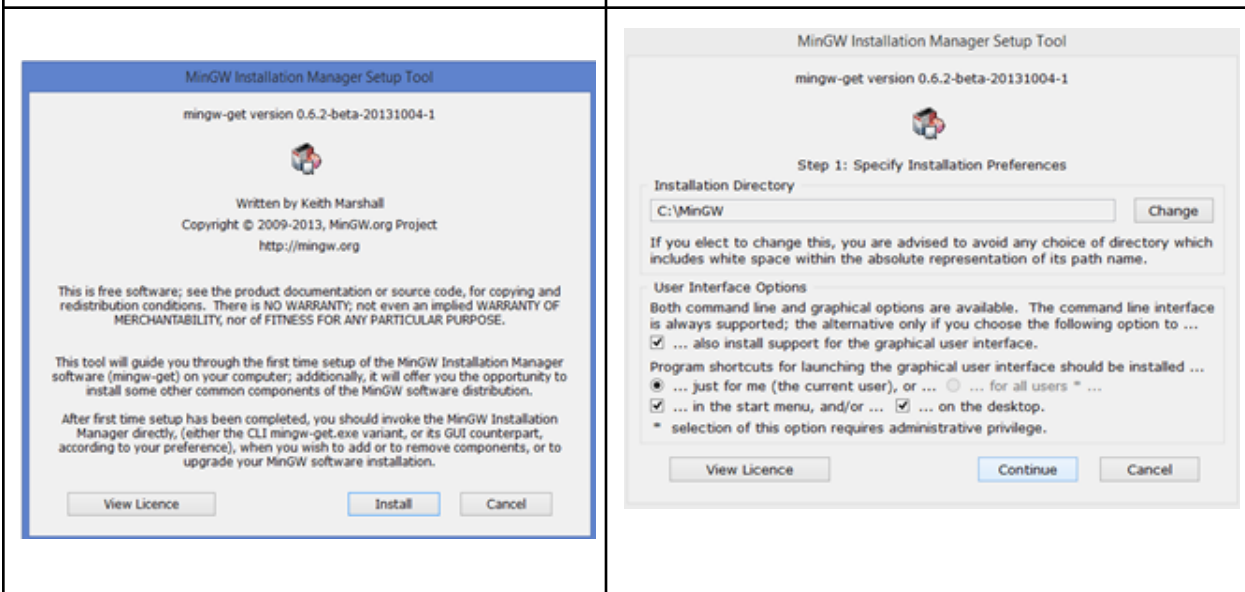 MinGW Installation Manager Setup Tool
mingw-get version 0.6.2-beta-20131004-1
Written by Keith Marshall
Copyright © 2009-2013, MinGW.org Project
http://mingw.org
This is free software; see the product documentation or source code, for copying and
redistribution conditions.  There is NO WARRANTY; not even an implied WARRANTY OF
MERCHANTABILITY, nor of FITNESS FOR ANY PARTICULAR PURPOSE.
This tool will guide you through the first time setup of the MinGW Installation Manager
software (mingw-get) on your computer; additionally, it will offer you the opportunity to
install some other common components of the MinGW software distribution.
After first time setup has been completed, you should invoke the MinGW Installation
Manager directly, (either the CLI mingw-get.exe variant, or its GUI counterpart,
according to your preference), when you wish to add or to remove components, or to
upgrade your MinGW software installation.
View Licence
Install
Cancel
MinGW Installation Manager Setup Tool
mingw-get version 0.6.2-beta-20131004-1
Step 1: Specify Installation Preferences
Installation Directory
C:\MinGW
Change
If you elect to change this, you are advised to avoid any choice of directory which
includes white space within the absolute representation of its path name.
User Interface Options
Both command line and graphical options are available.  The command line interface
is always supported; the alternative only if you choose the following option to ...
... also install support for the graphical user interface.
Program shortcuts for launching the graphical user interface should be installed ...
... just for me (the current user), or ... ... for all users * ...
... in the start menu, and/or ... ... on the desktop.
* selection of this option requires administrative privilege.
View Licence
Continue
Cancel